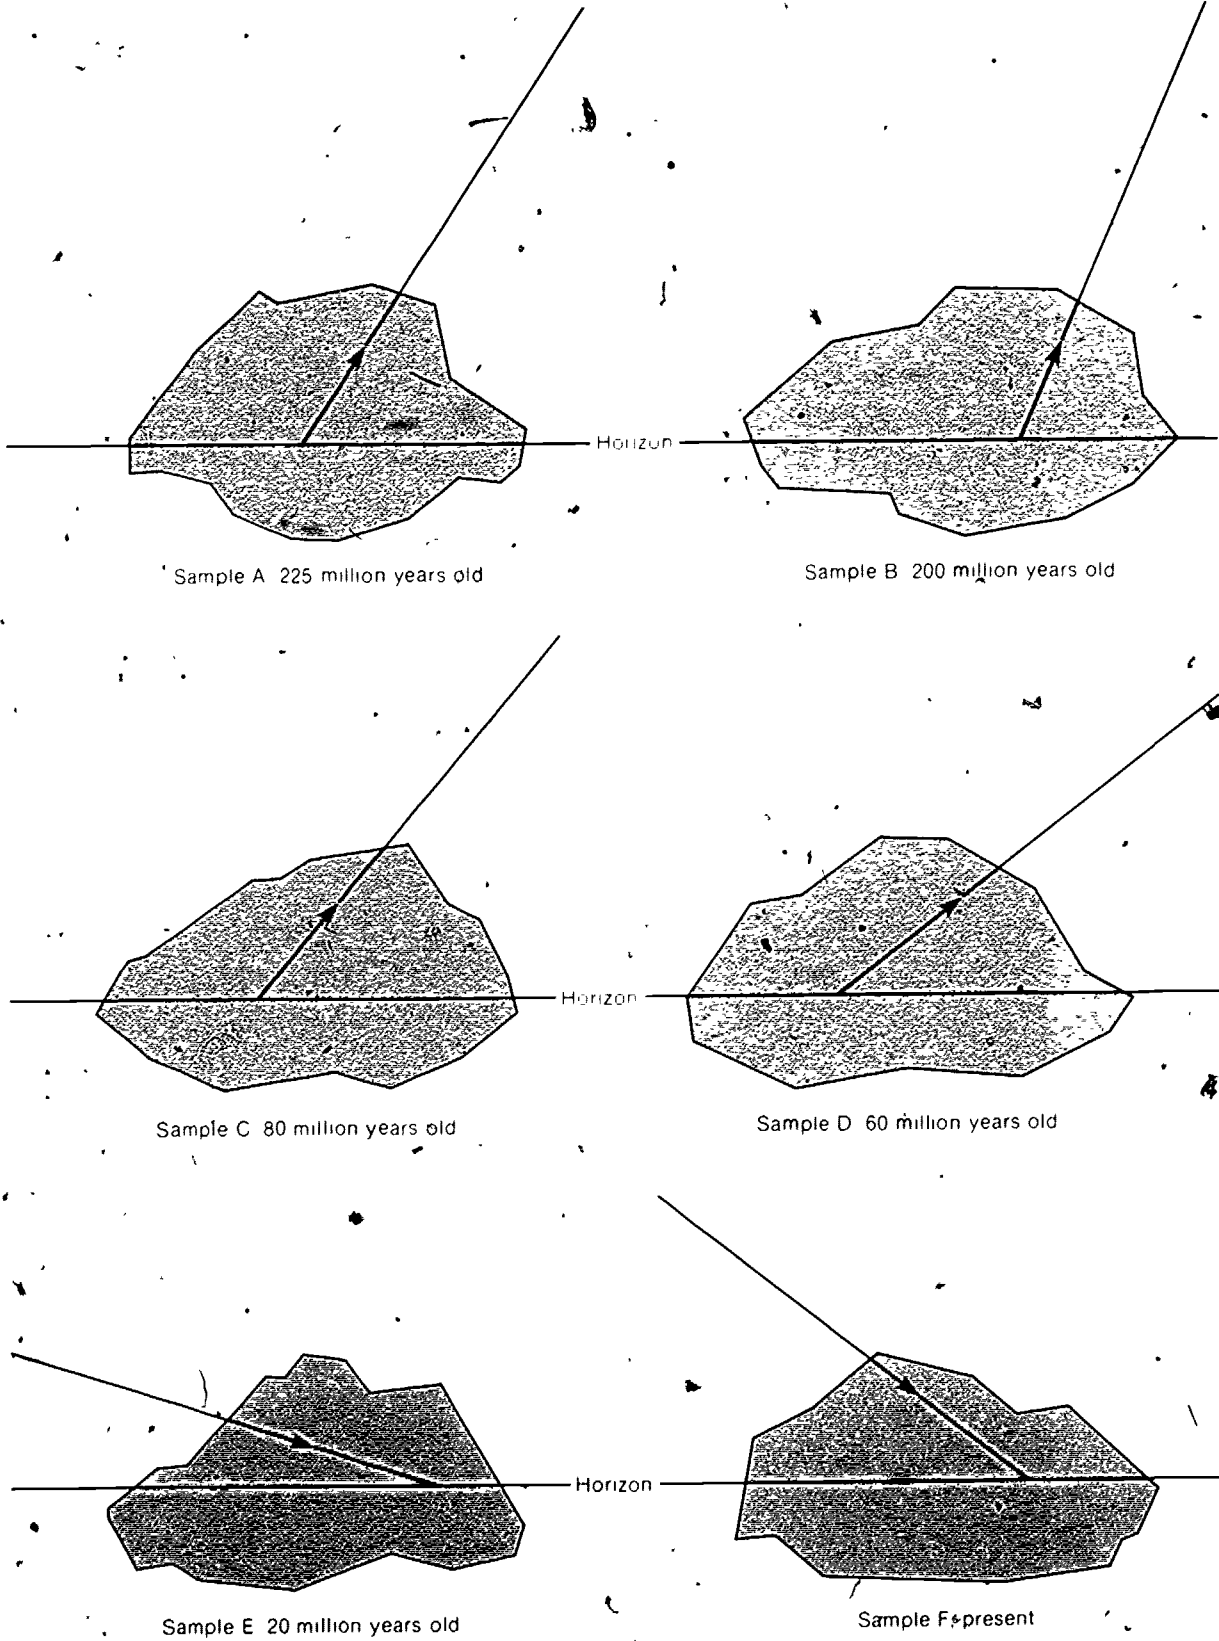 Horizon
Sample A 225 million years old
Sample B 200 million years old
Horizon
Sample C 80 million years old
Sample D 60 million years old
Horizon
Sample E 20 million years old
Sample F present